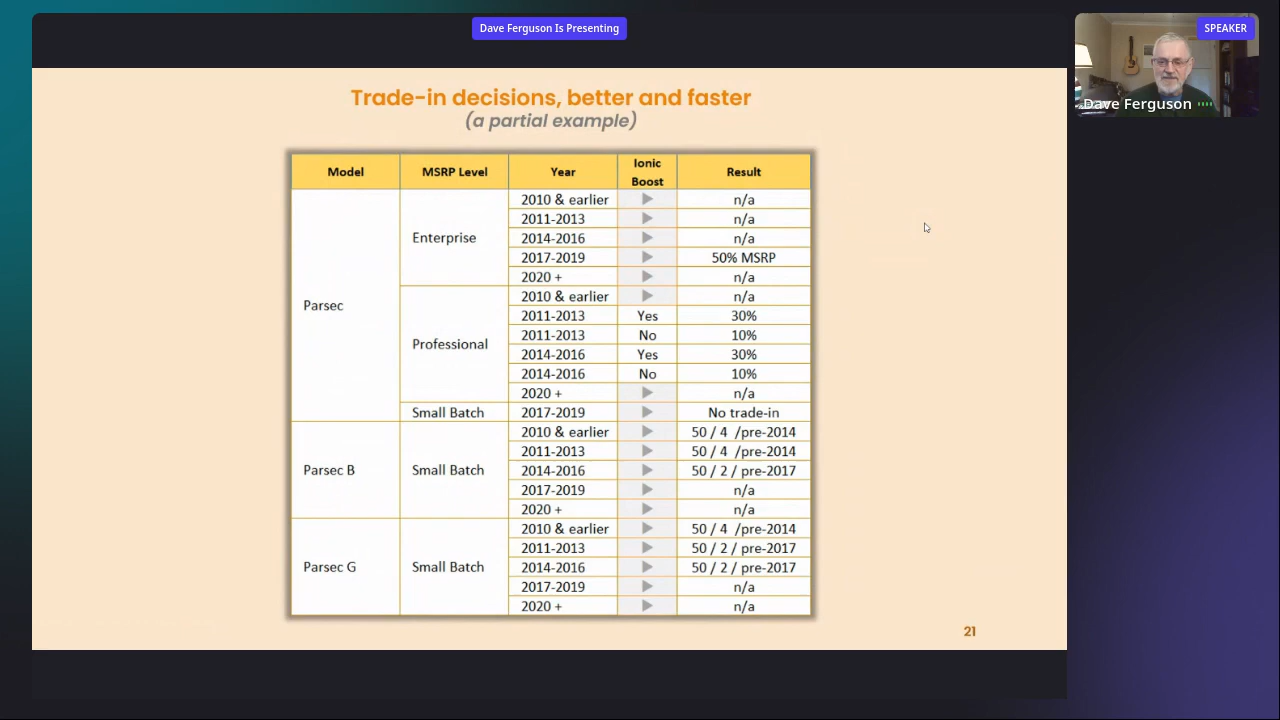 Dave Ferguson Is Presenting
SPEAKER
Dave Ferguson
Trade-in decisions, better and faster
(a partial example)
Model MSRP Level Year Ionic Boost Result
Parsec Enterprise 2010 & earlier ▶ n/a
2011-2013 ▶ n/a
2014-2016 ▶ n/a
2017-2019 ▶ 50% MSRP
2020 + ▶ n/a
Professional 2010 & earlier ▶ n/a
2011-2013 Yes 30%
2011-2013 No 10%
2014-2016 Yes 30%
2014-2016 No 10%
2020 + ▶ n/a
Small Batch 2017-2019 ▶ No trade-in
Parsec B Small Batch 2010 & earlier ▶ 50 / 4 /pre-2014
2011-2013 ▶ 50 / 4 /pre-2014
2014-2016 ▶ 50 / 2 / pre-2017
2017-2019 ▶ n/a
2020 + ▶ n/a
Parsec G Small Batch 2010 & earlier ▶ 50 / 4 /pre-2014
2011-2013 ▶ 50 / 2 / pre-2017
2014-2016 ▶ 50 / 2 / pre-2017
2017-2019 ▶ n/a
2020 + ▶ n/a
21